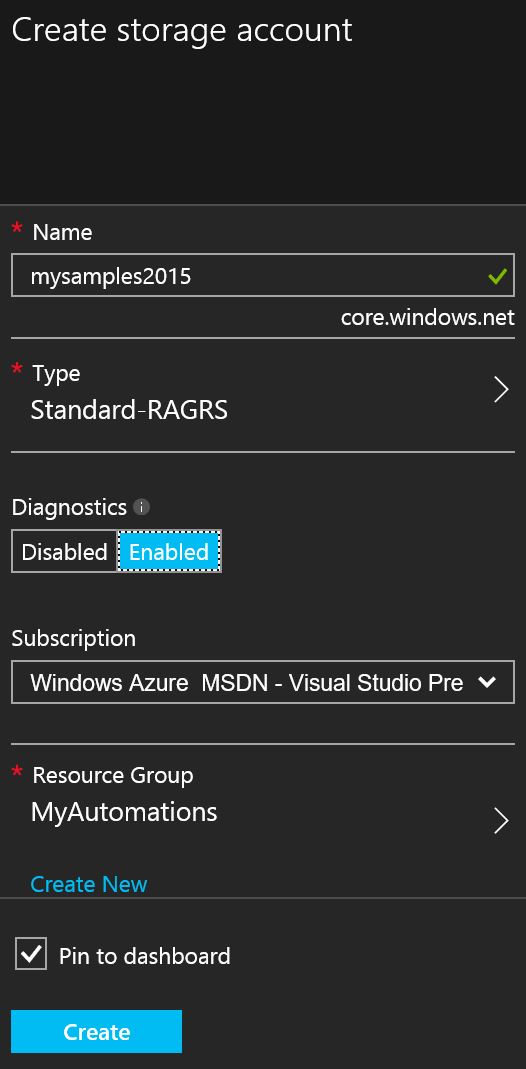 Create storage account
* Name
mysamples2015
core.windows.net
* Type
Standard-RAGRS
Diagnostics i
Disabled Enabled
Subscription
Windows Azure MSDN - Visual Studio Pre
* Resource Group
MyAutomations
Create New
Pin to dashboard
Create